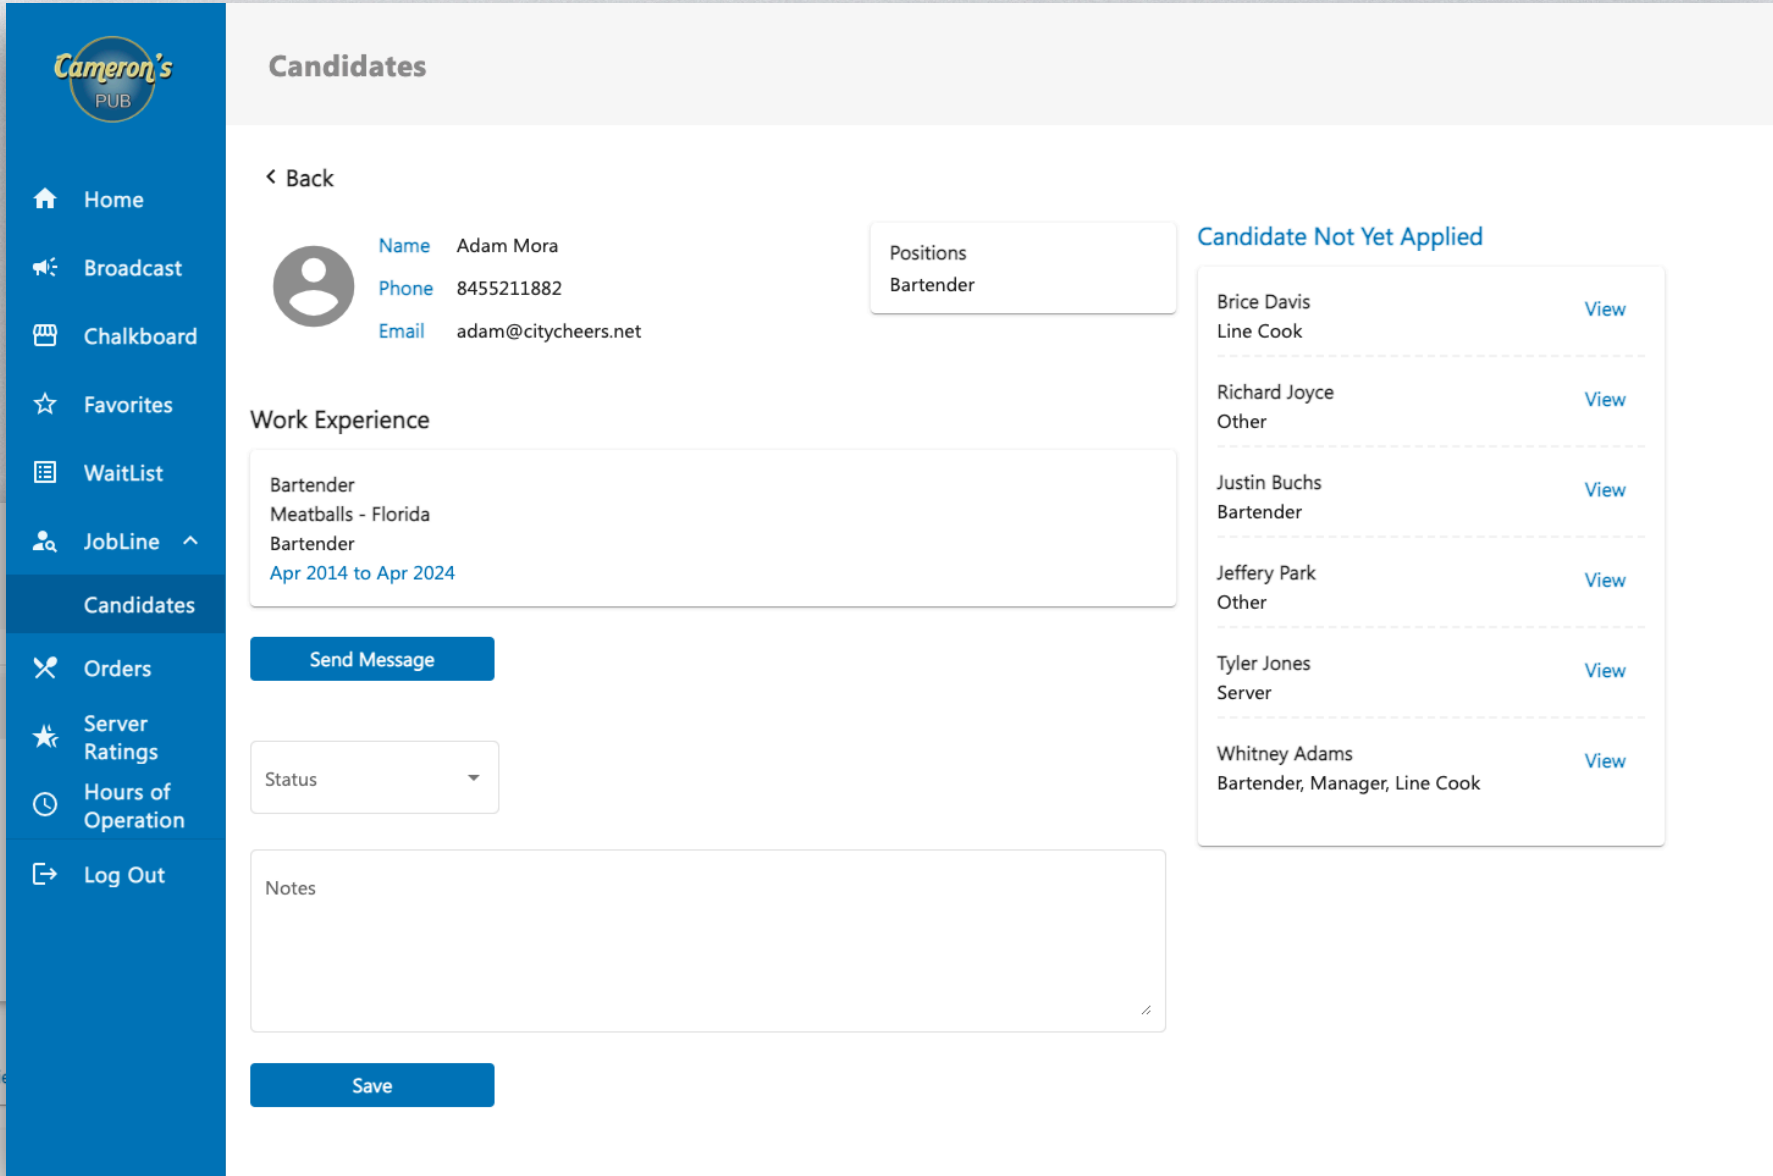 Cameron's
PUB
Home
Broadcast
Chalkboard
Favorites
WaitList
JobLine
Candidates
Orders
Server
Ratings
Hours of
Operation
Log Out
Candidates
Back
Name Adam Mora
Phone 8455211882
Email adam@citycheers.net
Positions
Bartender
Work Experience
Bartender
Meatballs - Florida
Bartender
Apr 2014 to Apr 2024
Send Message
Status
Notes
Save
Candidate Not Yet Applied
Brice Davis
Line Cook
View
Richard Joyce
Other
View
Justin Buchs
Bartender
View
Jeffery Park
Other
View
Tyler Jones
Server
View
Whitney Adams
Bartender, Manager, Line Cook
View